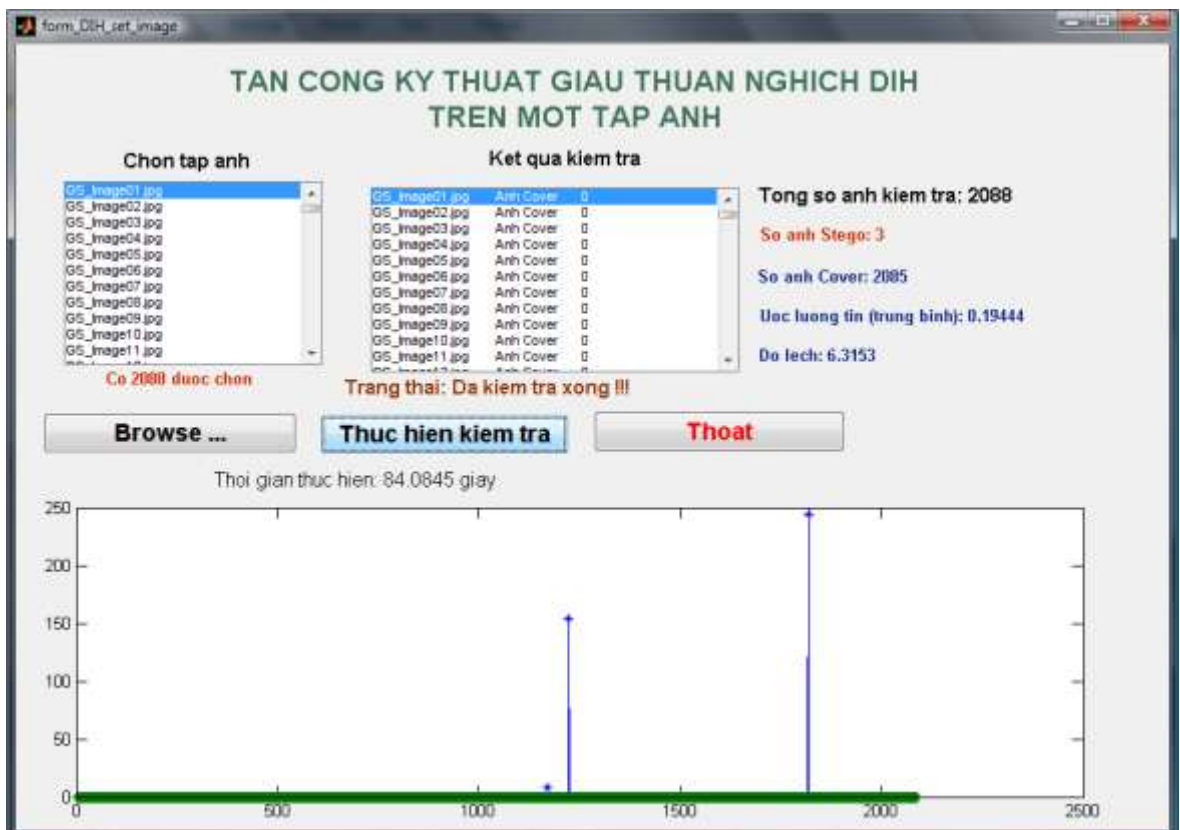 form_DIH_set_image
TAN CONG KY THUAT GIAU THUAN NGHICH DIH
TREN MOT TAP ANH
Chon tap anh
GS_Image01.jpg
GS_Image02.jpg
GS_Image03.jpg
GS_Image04.jpg
GS_Image05.jpg
GS_Image06.jpg
GS_Image07.jpg
GS_Image08.jpg
GS_Image09.jpg
GS_Image10.jpg
GS_Image11.jpg
Co 2088 duoc chon
Ket qua kiem tra
GS_Image01.jpg Anh Cover 0
GS_Image02.jpg Anh Cover 0
GS_Image03.jpg Anh Cover 0
GS_Image04.jpg Anh Cover 0
GS_Image05.jpg Anh Cover 0
GS_Image06.jpg Anh Cover 0
GS_Image07.jpg Anh Cover 0
GS_Image08.jpg Anh Cover 0
GS_Image09.jpg Anh Cover 0
GS_Image10.jpg Anh Cover 0
GS_Image11.jpg Anh Cover 0
Trang thai: Da kiem tra xong !!!
Tong so anh kiem tra: 2088
So anh Stego: 3
So anh Cover: 2085
Uoc luong tin (trung binh): 0.19444
Do lech: 6.3153
Browse ...
Thuc hien kiem tra
Thoat
Thoi gian thuc hien: 84.0845 giay
250
200
150
100
50
0
0 500 1000 1500 2000 2500